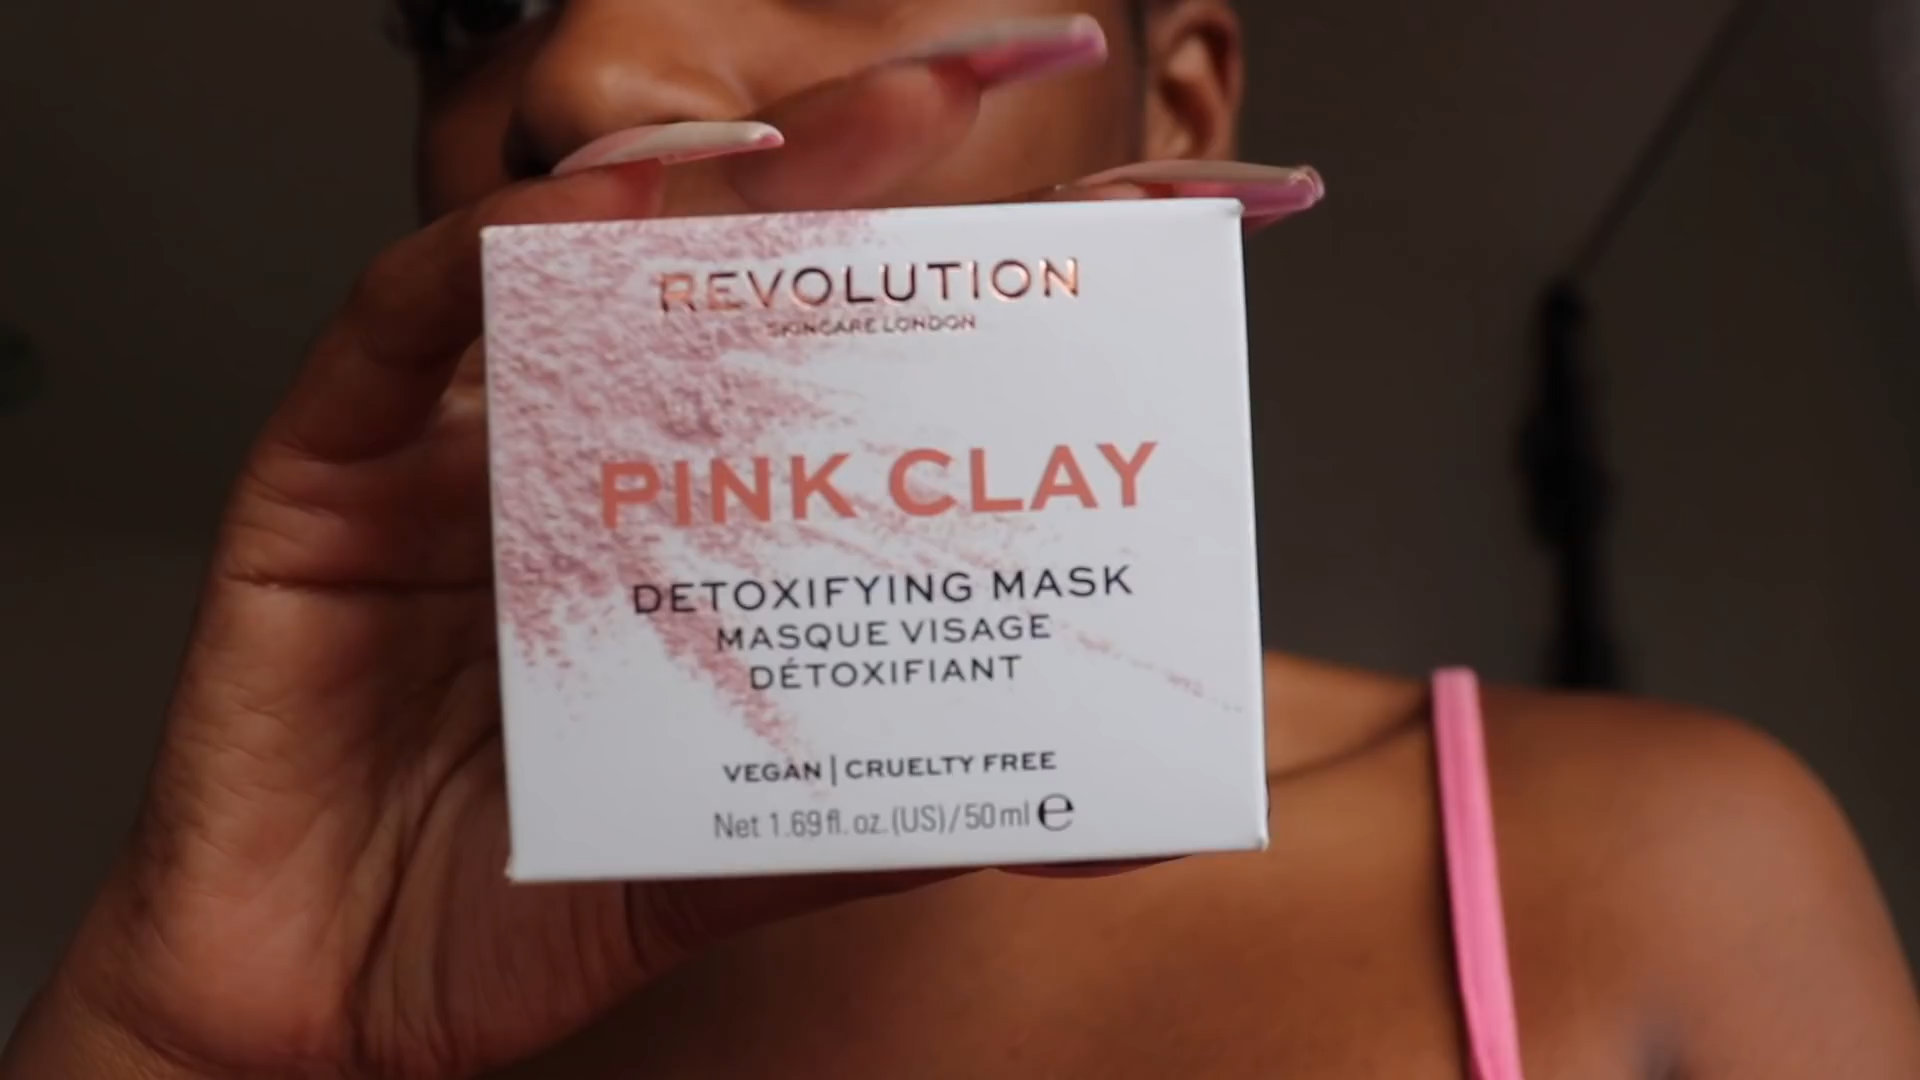 REVOLUTION
SKINCARE LONDON
PINK CLAY
DETOXIFYING MASK
MASQUE VISAGE
DÉTOXIFIANT
VEGAN | CRUELTY FREE
Net 1.69 fl. oz. (US) / 50 ml ℮